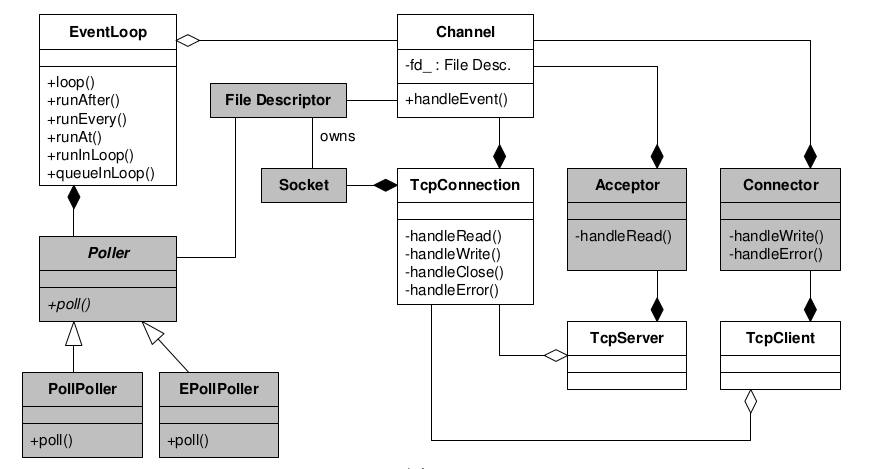 EventLoop
+loop()
+runAfter()
+runEvery()
+runAt()
+runInLoop()
+queueInLoop()
Channel
-fd_ : File Desc.
+handleEvent()
File Descriptor
owns
Socket
TcpConnection
-handleRead()
-handleWrite()
-handleClose()
-handleError()
Acceptor
-handleRead()
Connector
-handleWrite()
-handleError()
Poller
+poll()
TcpServer
TcpClient
PollPoller
+poll()
EPollPoller
+poll()